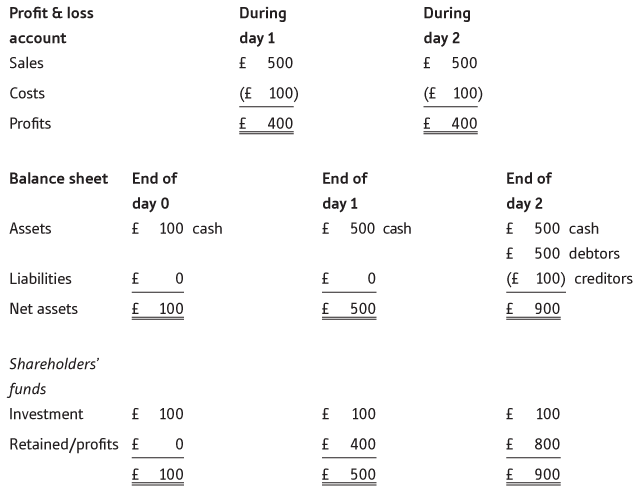 Profit & loss During During
account day 1 day 2
Sales £ 500 £ 500
Costs (£ 100) (£ 100)
Profits £ 400 £ 400
Balance sheet End of End of End of
day 0 day 1 day 2
Assets £ 100 cash £ 500 cash £ 500 cash
£ 500 debtors
Liabilities £ 0 £ 0 (£ 100) creditors
Net assets £ 100 £ 500 £ 900
Shareholders'
funds
Investment £ 100 £ 100 £ 100
Retained/profits £ 0 £ 400 £ 800
£ 100 £ 500 £ 900